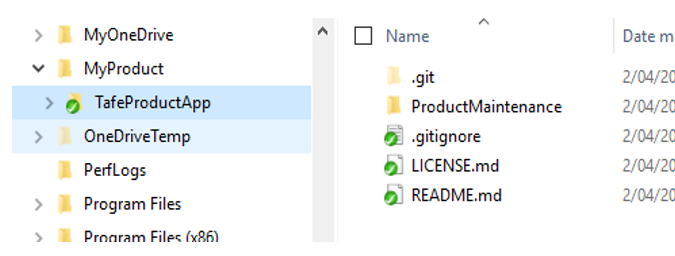 MyOneDrive
MyProduct
TafeProductApp
OneDriveTemp
PerfLogs
Program Files
Program Files (x86)
Name Date m
.git 2/04/20
ProductMaintenance 2/04/20
.gitignore 2/04/20
LICENSE.md 2/04/20
README.md 2/04/20